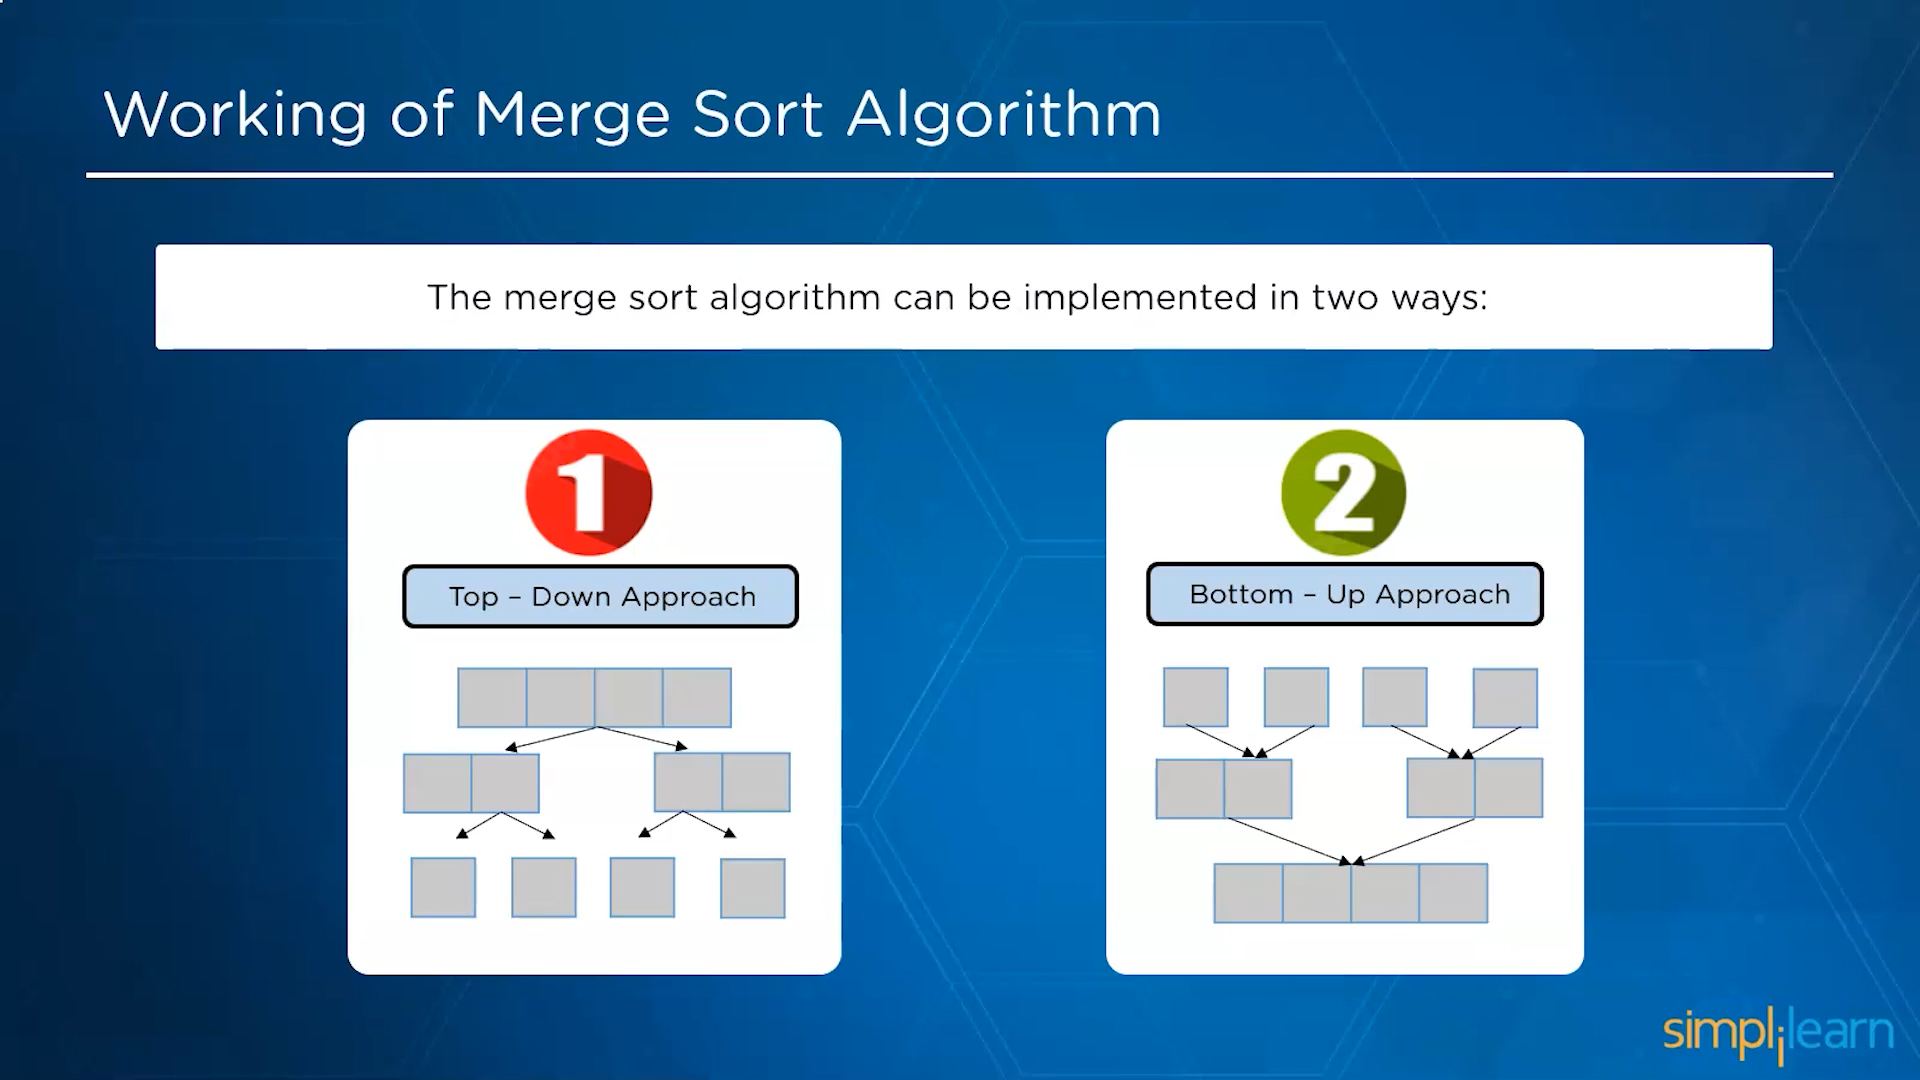 Working of Merge Sort Algorithm
The merge sort algorithm can be implemented in two ways:
1
Top – Down Approach
2
Bottom – Up Approach
simplilearn